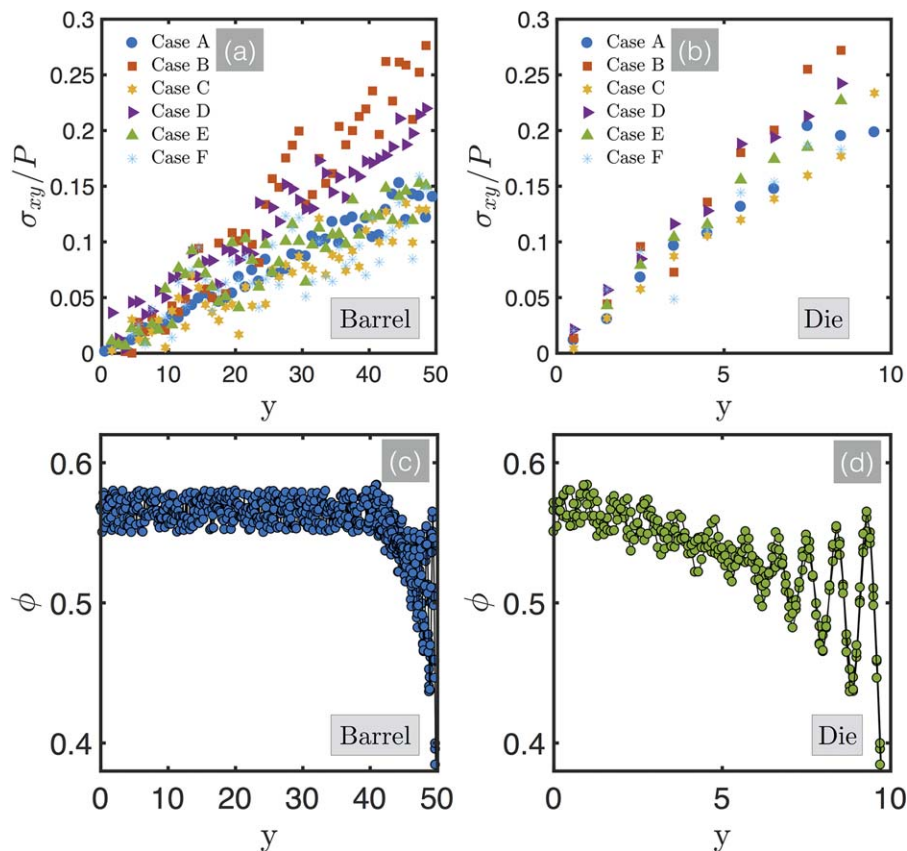 (a)
0.3
0.25
0.2
0.15
0.1
0.05
0
σ_xy/P
Case A
Case B
Case C
Case D
Case E
Case F
Barrel
0 10 20 30 40 50
y
(b)
0.3
0.25
0.2
0.15
0.1
0.05
0
σ_xy/P
Case A
Case B
Case C
Case D
Case E
Case F
Die
0 5 10
y
(c)
0.6
0.5
0.4
ϕ
Barrel
0 10 20 30 40 50
y
(d)
0.6
0.5
0.4
ϕ
Die
0 5 10
y